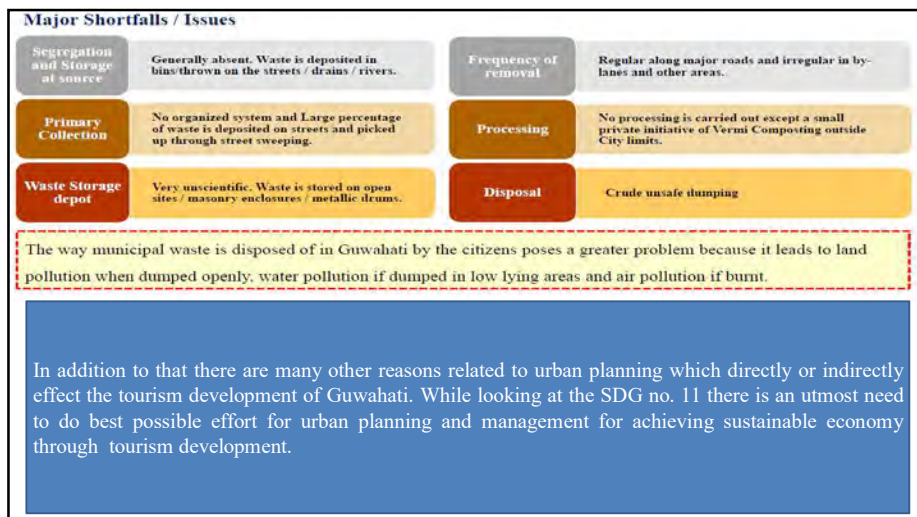 Major Shortfalls / Issues
Segregation
and Storage
at source
Generally absent. Waste is deposited in
bins/thrown on the streets / drains / rivers.
Frequency of
removal
Regular along major roads and irregular in by-
lanes and other areas.
Primary
Collection
No organized system and Large percentage
of waste is deposited on streets and picked
up through street sweeping.
Processing
No processing is carried out except a small
private initiative of Vermi Composting outside
City limits.
Waste Storage
depot
Very unscientific. Waste is stored on open
sites / masonry enclosures / metallic drums.
Disposal
Crude unsafe dumping
The way municipal waste is disposed of in Guwahati by the citizens poses a greater problem because it leads to land
pollution when dumped openly, water pollution if dumped in low lying areas and air pollution if burnt.
In addition to that there are many other reasons related to urban planning which directly or indirectly
effect the tourism development of Guwahati. While looking at the SDG no. 11 there is an utmost need
to do best possible effort for urban planning and management for achieving sustainable economy
through tourism development.